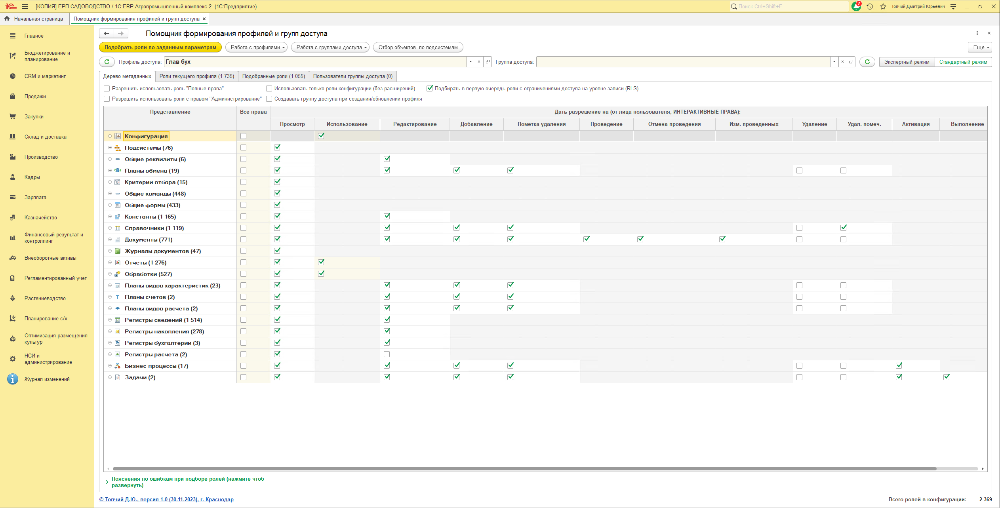 [КОПИЯ] ЕРП САДОВОДСТВО / 1С:ERP Агропромышленный комплекс 2 (1С:Предприятие)
Поиск Ctrl+Shift+F
7
Топчий Дмитрий Юрьевич
Начальная страница
Помощник формирования профилей и групп доступа
Главное
Бюджетирование и
планирование
CRM и маркетинг
Продажи
Закупки
Склад и доставка
Производство
Кадры
Зарплата
Казначейство
Финансовый результат и
контроллинг
Внеоборотные активы
Регламентированный учет
Растениеводство
Планирование с/х
Оптимизация размещения
культур
НСИ и
администрирование
Журнал изменений
Помощник формирования профилей и групп доступа
Подобрать роли по заданным параметрам
Работа с профилями
Работа с группами доступа
Отбор объектов по подсистемам
Еще
Профиль доступа: Глав бух
Группа доступа:
Экспертный режим
Стандартный режим
Дерево метаданных
Роли текущего профиля (1 735)
Подобранные роли (1 055)
Пользователи группы доступа (0)
Разрешить использовать роль "Полные права"
Использовать только роли конфигурации (без расширений)
Подбирать в первую очередь роли с ограничениями доступа на уровне записи (RLS)
Разрешить использовать роли с правом "Администрирование"
Создавать группу доступа при создании/обновлении профиля
Представление
Все права
Дать разрешение на (от лица пользователя, ИНТЕРАКТИВНЫЕ ПРАВА):
Просмотр
Использование
Редактирование
Добавление
Пометка удаления
Проведение
Отмена проведения
Изм. проведенных
Удаление
Удал. помеч.
Активация
Выполнение
Конфигурация
Подсистемы (76)
Общие реквизиты (6)
Планы обмена (19)
Критерии отбора (15)
Общие команды (448)
Общие формы (433)
Константы (1 165)
Справочники (1 119)
Документы (771)
Журналы документов (47)
Отчеты (1 276)
Обработки (527)
Планы видов характеристик (23)
Планы счетов (2)
Планы видов расчета (2)
Регистры сведений (1 514)
Регистры накопления (278)
Регистры бухгалтерии (3)
Регистры расчета (2)
Бизнес-процессы (17)
Задачи (2)
Пояснения по ошибкам при подборе ролей (нажмите чтоб
развернуть)
© Топчий Д.Ю., версия 1.0 (30.11.2023), г. Краснодар
Всего ролей в конфигурации: 2 369